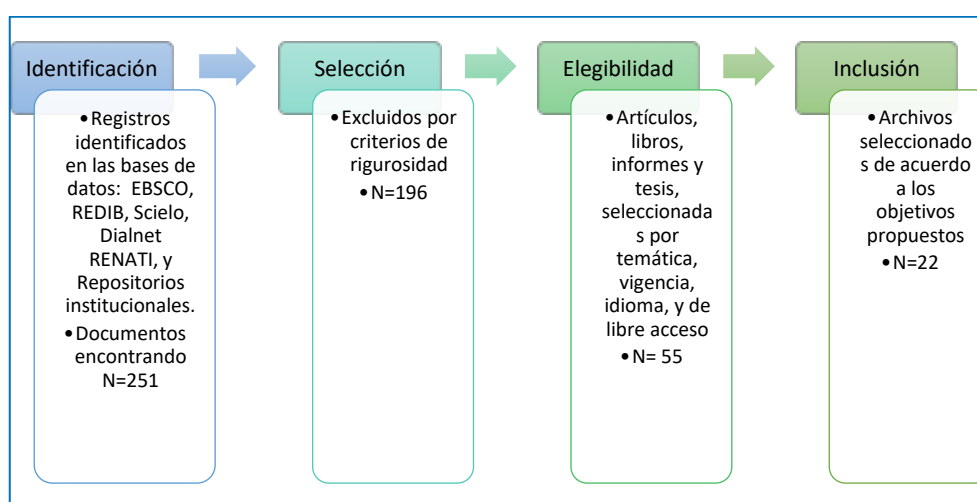 Identificación
•Registros
identificados
en las bases de
datos: EBSCO,
REDIB, Scielo,
Dialnet
RENATI, y
Repositorios
institucionales.
•Documentos
encontrando
N=251
Selección
•Excluidos por
criterios de
rigurosidad
•N=196
Elegibilidad
•Artículos,
libros,
informes y
tesis,
seleccionada
s por
temática,
vigencia,
idioma, y de
libre acceso
•N= 55
Inclusión
•Archivos
seleccionado
s de acuerdo
a los
objetivos
propuestos
•N=22